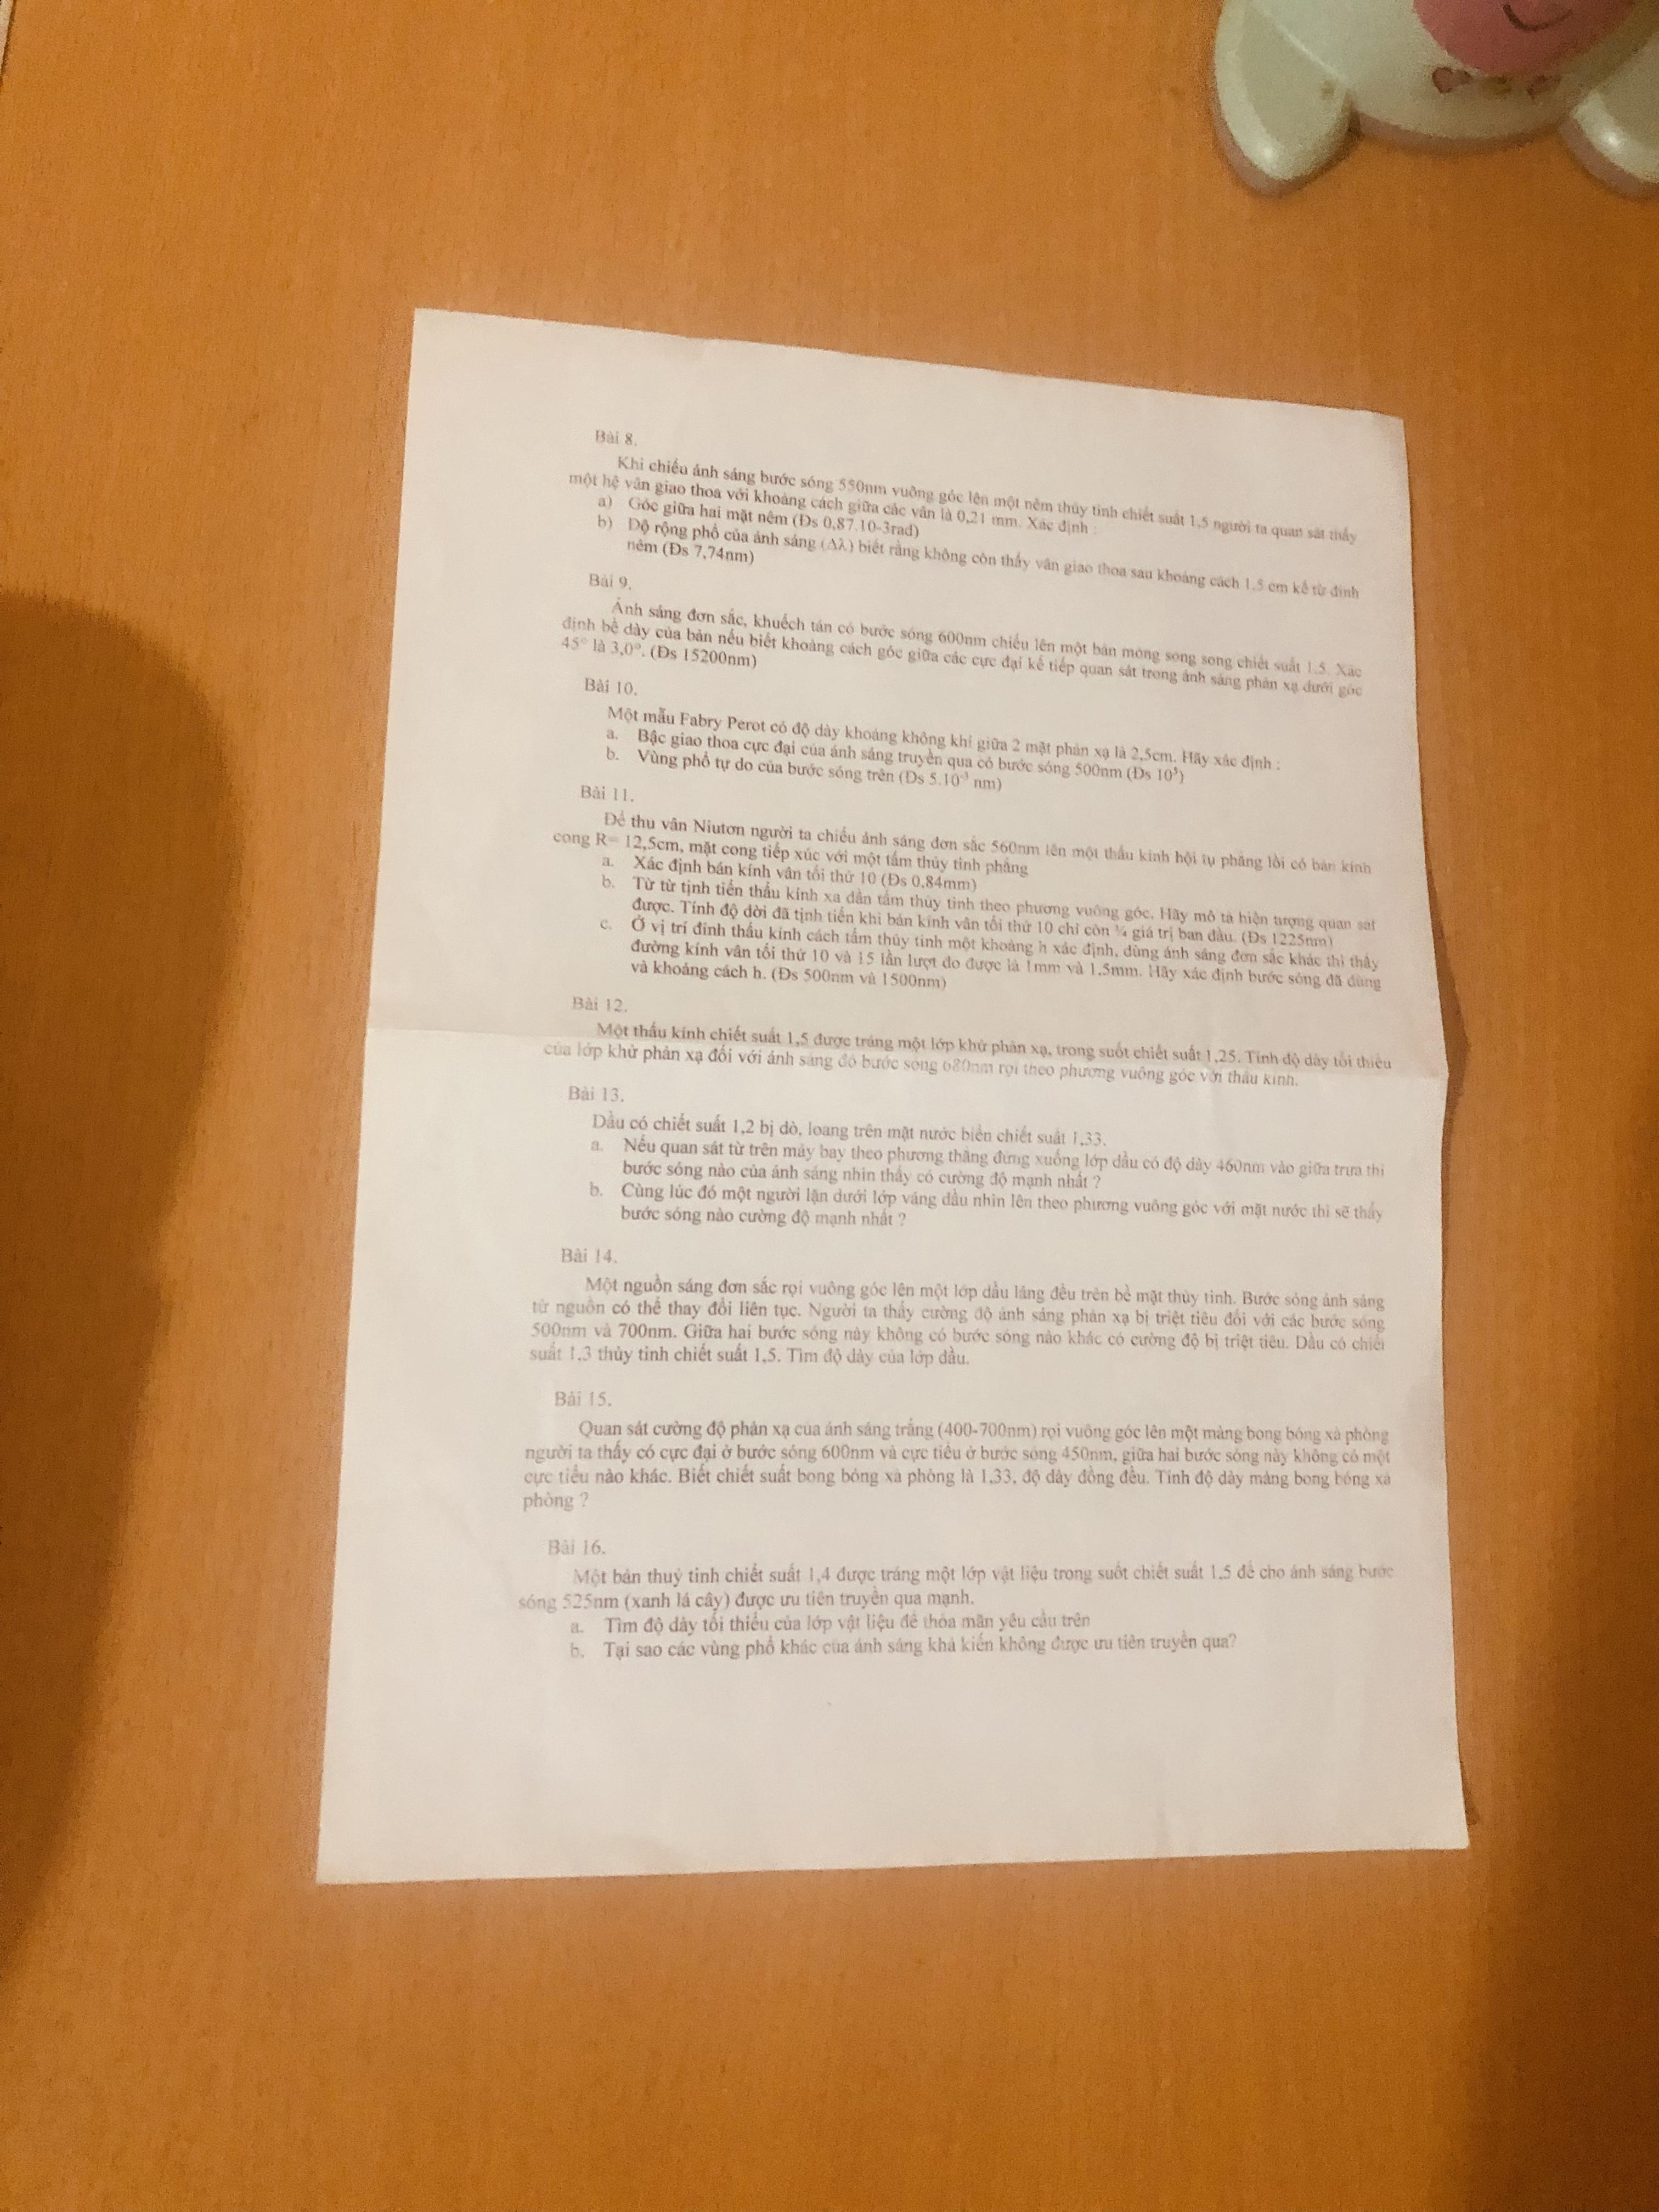 Bài 8.
Khi chiếu ánh sáng bước sóng 550nm vuông góc lên một nêm thủy tinh chiết suất 1,5 người ta quan sát thấy
một hệ vân giao thoa với khoảng cách giữa các vân là 0,21 mm. Xác định :
a) Góc giữa hai mặt nêm (Đs 0,87.10-3rad)
b) Độ rộng phổ của ánh sáng (Δλ) biết rằng không còn thấy vân giao thoa sau khoảng cách 1,5 cm kể từ đỉnh
nêm (Đs 7,74nm)
Bài 9.
Ánh sáng đơn sắc, khuếch tán có bước sóng 600nm chiếu lên một bản mỏng song song chiết suất 1.5. Xác
định bề dày của bản nếu biết khoảng cách góc giữa các cực đại kế tiếp quan sát trong ánh sáng phản xạ dưới góc
45° là 3,0°. (Đs 15200nm)
Bài 10.
Một mẫu Fabry Perot có độ dày khoảng không khí giữa 2 mặt phản xạ là 2,5cm. Hãy xác định :
a. Bậc giao thoa cực đại của ánh sáng truyền qua có bước sóng 500nm (Đs 10⁵)
b. Vùng phổ tự do của bước sóng trên (Đs 5.10⁻³ nm)
Bài 11.
Để thu vân Niutơn người ta chiếu ánh sáng đơn sắc 560nm lên một thấu kính hội tụ phẳng lồi có bán kính
cong R= 12,5cm, mặt cong tiếp xúc với một tấm thủy tinh phẳng
a. Xác định bán kính vân tối thứ 10 (Đs 0,84mm)
b. Từ từ tịnh tiến thấu kính xa dần tấm thủy tinh theo phương vuông góc. Hãy mô tả hiện tượng quan sát
được. Tính độ dời đã tịnh tiến khi bán kính vân tối thứ 10 chỉ còn ¾ giá trị ban đầu. (Đs 1225nm)
c. Ở vị trí đỉnh thấu kính cách tấm thủy tinh một khoảng h xác định, dùng ánh sáng đơn sắc khác thì thấy
đường kính vân tối thứ 10 và 15 lần lượt đo được là 1mm và 1,5mm. Hãy xác định bước sóng đã dùng
và khoảng cách h. (Đs 500nm và 1500nm)
Bài 12.
Một thấu kính chiết suất 1,5 được tráng một lớp khử phản xạ, trong suốt chiết suất 1,25. Tính độ dày tối thiểu
của lớp khử phản xạ đối với ánh sáng đỏ bước sóng 680nm rọi theo phương vuông góc với thấu kính.
Bài 13.
Dầu có chiết suất 1,2 bị dò, loang trên mặt nước biển chiết suất 1,33.
a. Nếu quan sát từ trên máy bay theo phương thẳng đứng xuống lớp dầu có độ dày 460nm vào giữa trưa thì
bước sóng nào của ánh sáng nhìn thấy có cường độ mạnh nhất ?
b. Cùng lúc đó một người lặn dưới lớp váng dầu nhìn lên theo phương vuông góc với mặt nước thì sẽ thấy
bước sóng nào cường độ mạnh nhất ?
Bài 14.
Một nguồn sáng đơn sắc rọi vuông góc lên một lớp dầu láng đều trên bề mặt thủy tinh. Bước sóng ánh sáng
từ nguồn có thể thay đổi liên tục. Người ta thấy cường độ ánh sáng phản xạ bị triệt tiêu đối với các bước sóng
500nm và 700nm. Giữa hai bước sóng này không có bước sóng nào khác có cường độ bị triệt tiêu. Dầu có chiết
suất 1,3 thủy tinh chiết suất 1,5. Tìm độ dày của lớp dầu.
Bài 15.
Quan sát cường độ phản xạ của ánh sáng trắng (400-700nm) rọi vuông góc lên một màng bong bóng xà phòng
người ta thấy có cực đại ở bước sóng 600nm và cực tiểu ở bước sóng 450nm, giữa hai bước sóng này không có một
cực tiểu nào khác. Biết chiết suất bong bóng xà phòng là 1,33, độ dày đồng đều. Tính độ dày màng bong bóng xà
phòng ?
Bài 16.
Một bản thuỷ tinh chiết suất 1,4 được tráng một lớp vật liệu trong suốt chiết suất 1,5 để cho ánh sáng bước
sóng 525nm (xanh lá cây) được ưu tiên truyền qua mạnh.
a. Tìm độ dày tối thiểu của lớp vật liệu để thỏa mãn yêu cầu trên
b. Tại sao các vùng phổ khác của ánh sáng khả kiến không được ưu tiên truyền qua?